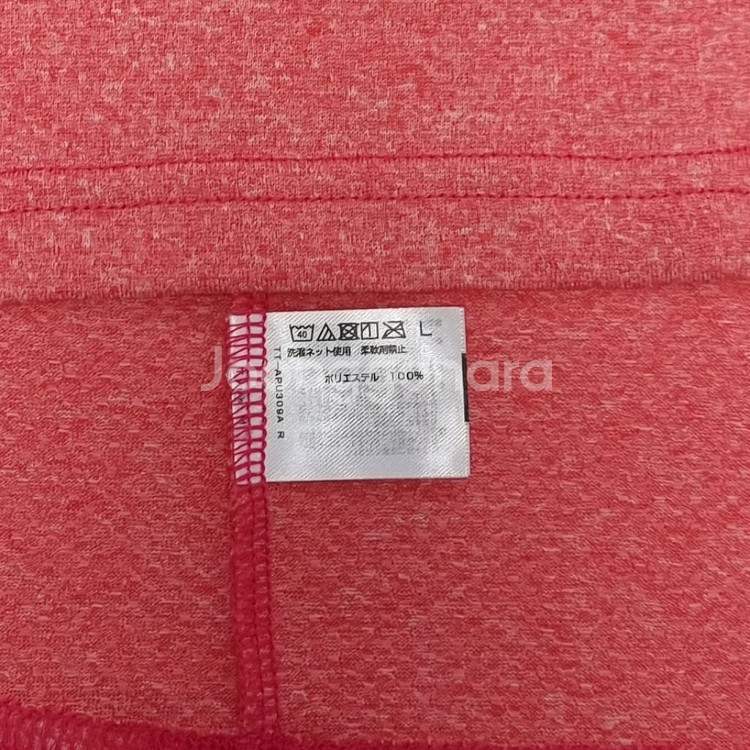 40 L
洗濯ネット使用 柔軟剤禁止
ポリエステル 100%
TT-APU309A R